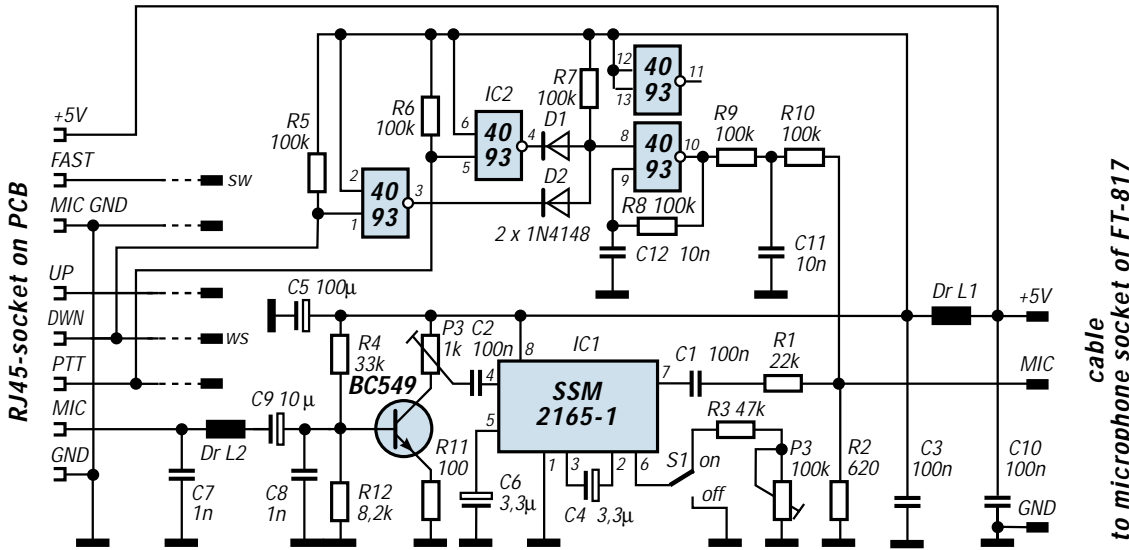 RJ45-socket on PCB
+5V
FAST
SW
MIC GND
UP
DWN
WS
PTT
MIC
GND
R5
100k
R6
100k
IC2
R7
100k
D1
D2
2 x 1N4148
2
1
40
93
3
6
5
40
93
4
12
13
40
93
11
8
9
40
93
10
R8 100k
C12 10n
R9
100k
R10
100k
C11
10n
Dr L1
+5V
C5 100µ
R4
33k
P3
1k
C2
100n
BC549
C9 10 µ
Dr L2
C7
1n
C8
1n
R12
8,2k
R11
100
C6
3,3µ
IC1
SSM
2165-1
8
4
5
7
1
3
2
6
C4 3,3µ
C1 100n
R1
22k
MIC
R3 47k
S1
on
off
P3
100k
R2
620
C3
100n
C10
100n
GND
cable
to microphone socket of FT-817